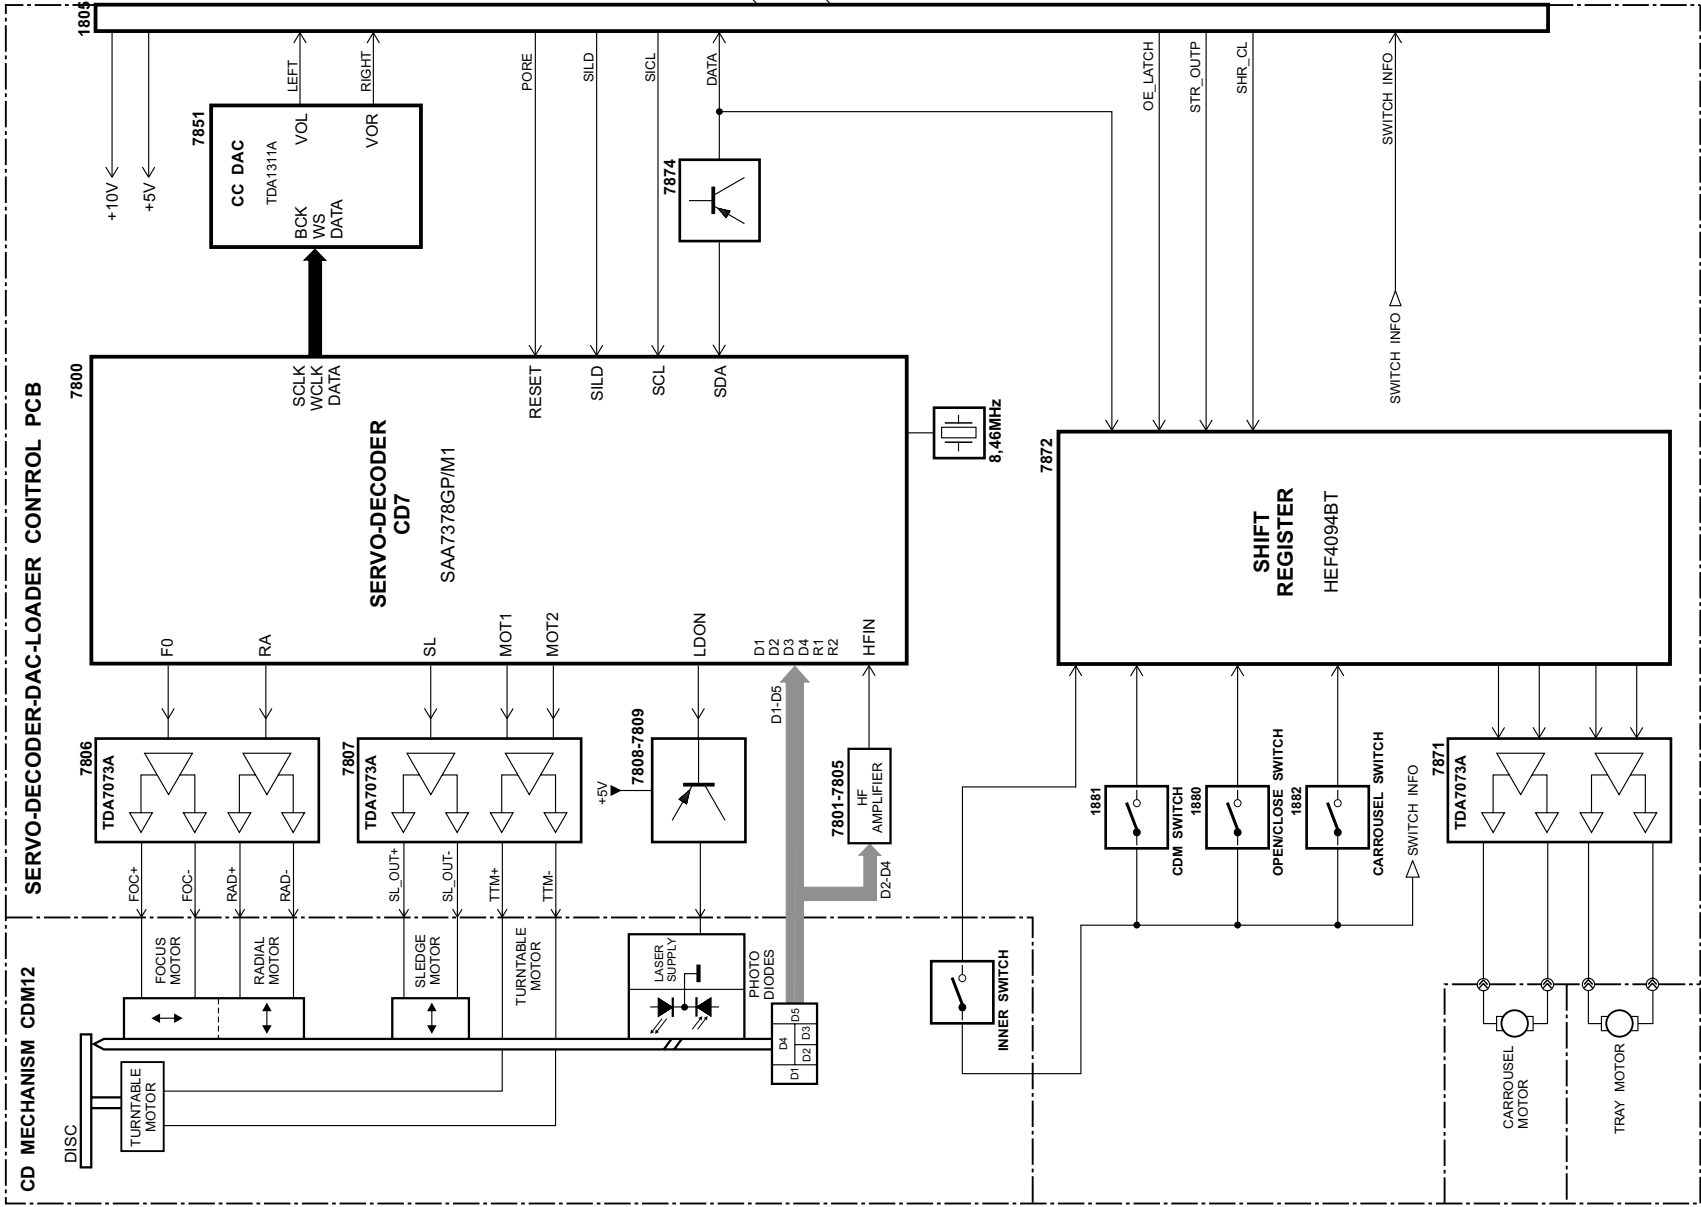 SERVO-DECODER-DAC-LOADER CONTROL PCB
CD MECHANISM CDM12
1805
+10V
+5V
LEFT
RIGHT
7851
CC DAC
TDA1311A
VOL
VOR
BCK
WS
DATA
PORE
SILD
SICL
DATA
7874
OE_LATCH
STR_OUTP
SHR_CL
SWITCH INFO
SWITCH INFO
7800
SCLK
WCLK
DATA
RESET
SILD
SCL
SDA
SERVO-DECODER
CD7
SAA7378GP/M1
8,46MHz
F0
RA
SL
MOT1
MOT2
LDON
D1
D2
D3
D4
R1
R2
HFIN
7872
SHIFT
REGISTER
HEF4094BT
7806
TDA7073A
7807
TDA7073A
+5V
7808-7809
D1-D5
7801-7805
HF
AMPLIFIER
D2-D4
1881
CDM SWITCH
1880
OPEN/CLOSE SWITCH
1882
CARROUSEL SWITCH
SWITCH INFO
7871
TDA7073A
FOC+
FOC-
RAD+
RAD-
SL_OUT+
SL_OUT-
TTM+
TTM-
FOCUS
MOTOR
RADIAL
MOTOR
SLEDGE
MOTOR
TURNTABLE
MOTOR
LASER
SUPPLY
PHOTO
DIODES
D1
D2
D3
D4
D5
INNER SWITCH
DISC
TURNTABLE
MOTOR
CARROUSEL
MOTOR
TRAY MOTOR